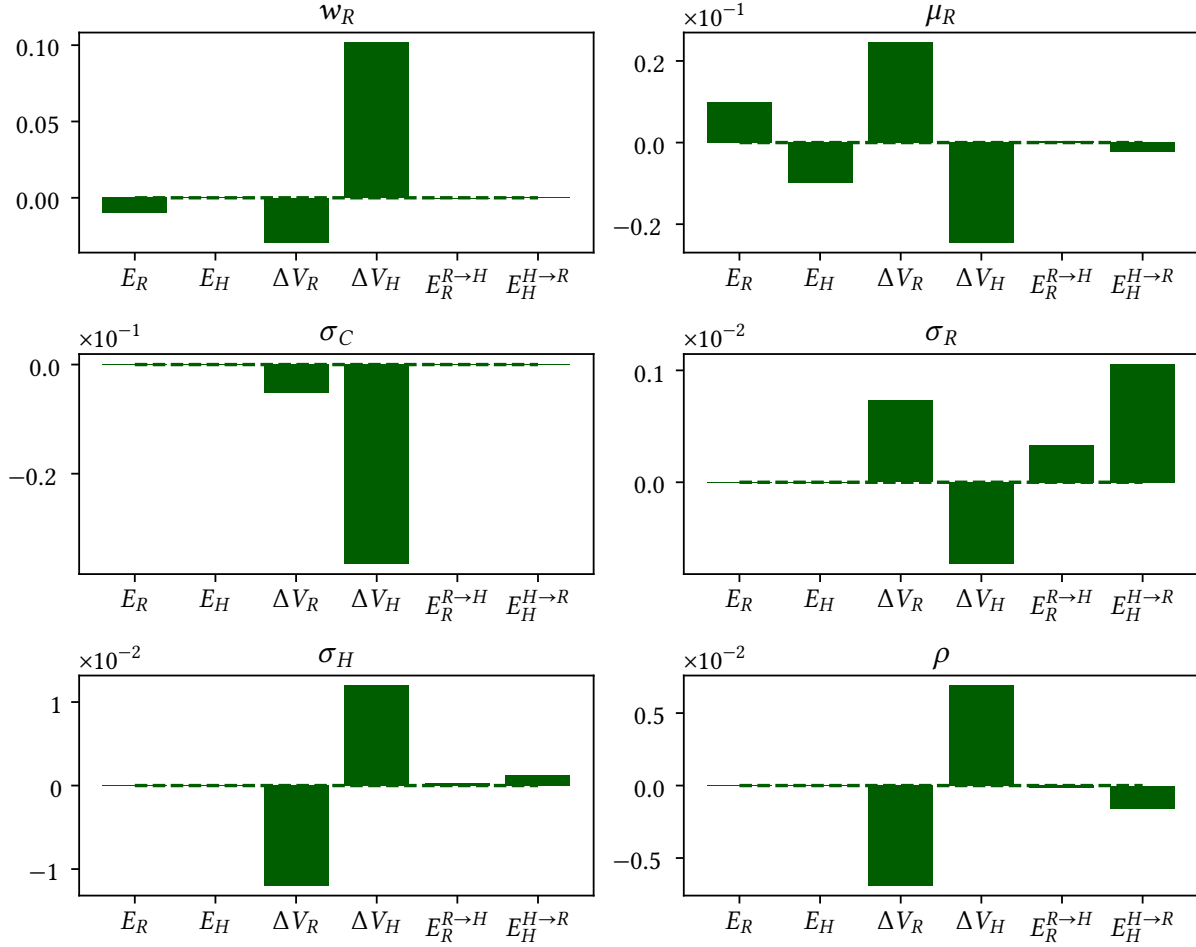 w_R
0.10
0.05
0.00
E_R E_H ΔV_R ΔV_H E_R^{R→H} E_H^{H→R}
×10^{−1}
μ_R
0.2
0.0
−0.2
E_R E_H ΔV_R ΔV_H E_R^{R→H} E_H^{H→R}
×10^{−1}
σ_C
0.0
−0.2
E_R E_H ΔV_R ΔV_H E_R^{R→H} E_H^{H→R}
×10^{−2}
σ_R
0.1
0.0
E_R E_H ΔV_R ΔV_H E_R^{R→H} E_H^{H→R}
×10^{−2}
σ_H
1
0
−1
E_R E_H ΔV_R ΔV_H E_R^{R→H} E_H^{H→R}
×10^{−2}
ρ
0.5
0.0
−0.5
E_R E_H ΔV_R ΔV_H E_R^{R→H} E_H^{H→R}